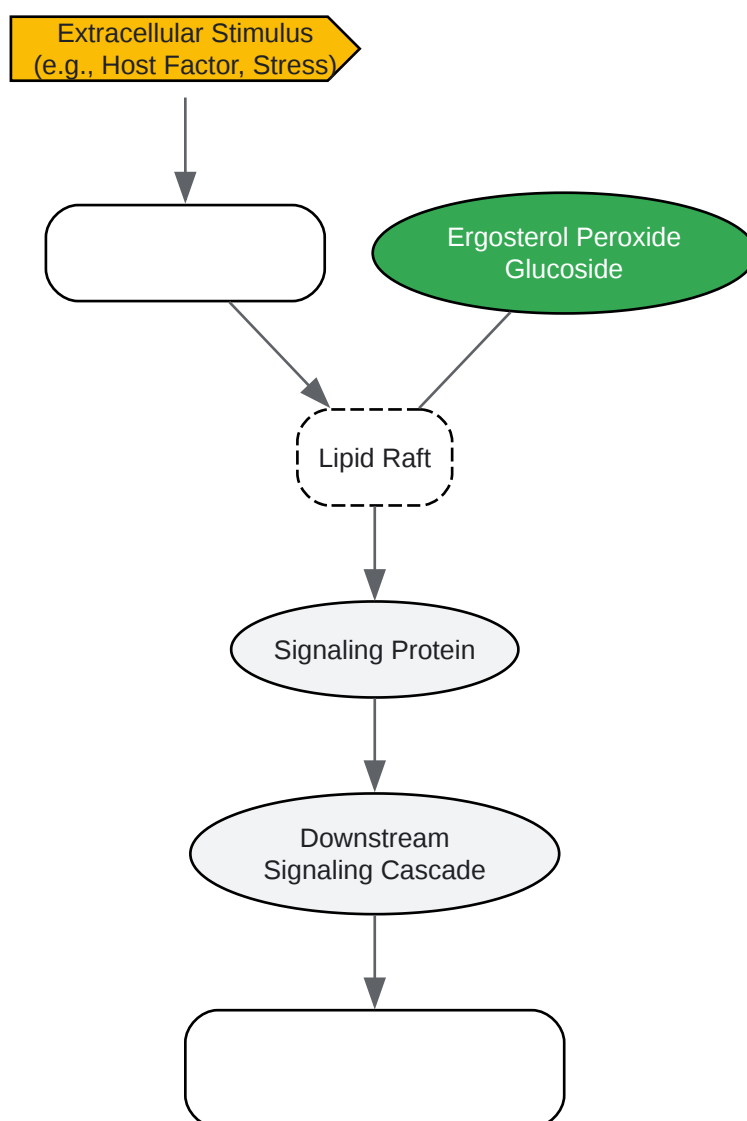 Extracellular Stimulus
(e.g., Host Factor, Stress)
Ergosterol Peroxide
Glucoside
Lipid Raft
Signaling Protein
Downstream
Signaling Cascade